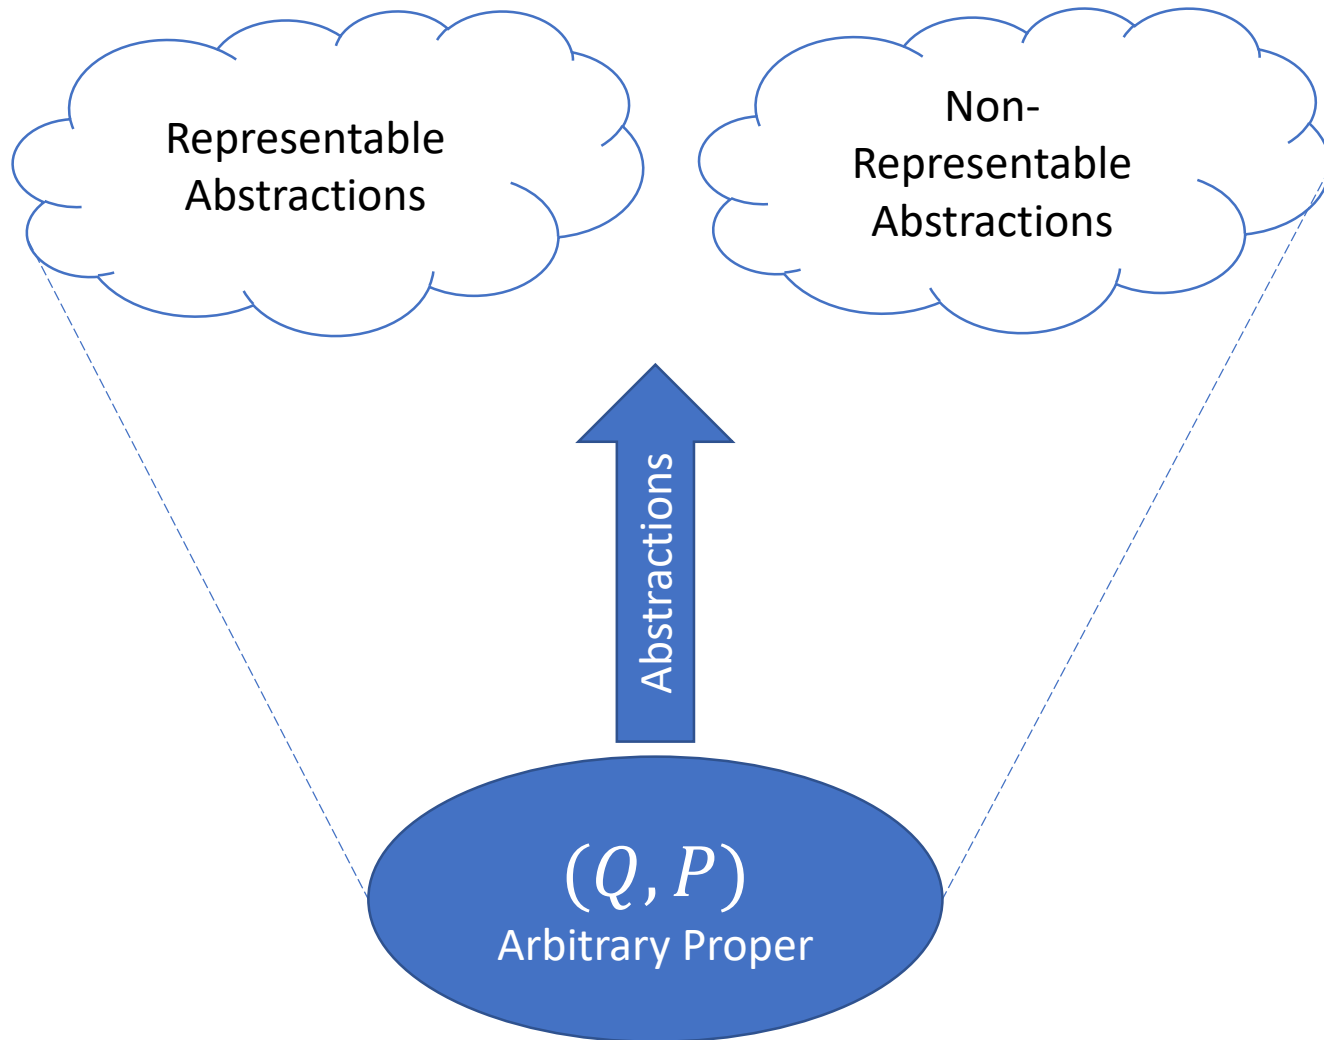 Representable
Abstractions
Non-
Representable
Abstractions
Abstractions
(Q, P)
Arbitrary Proper